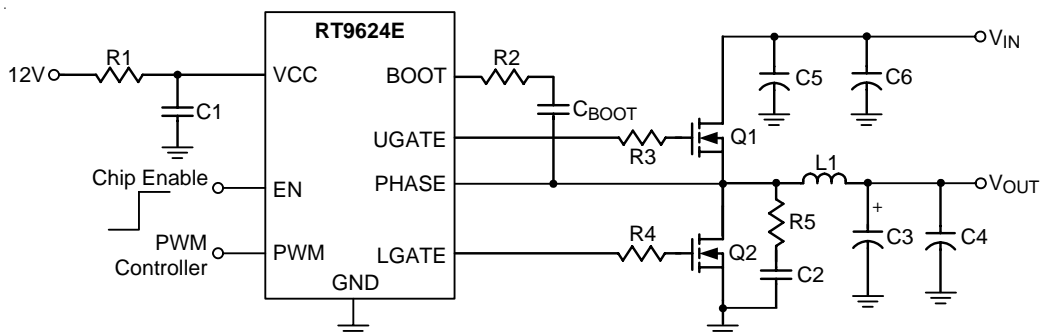 RT9624E
12V
R1
C1
VCC
BOOT
R2
CBOOT
UGATE
R3
Q1
C5
C6
VIN
Chip Enable
EN
PHASE
L1
VOUT
R5
C3
+
C4
PWM
Controller
PWM
LGATE
R4
Q2
C2
GND